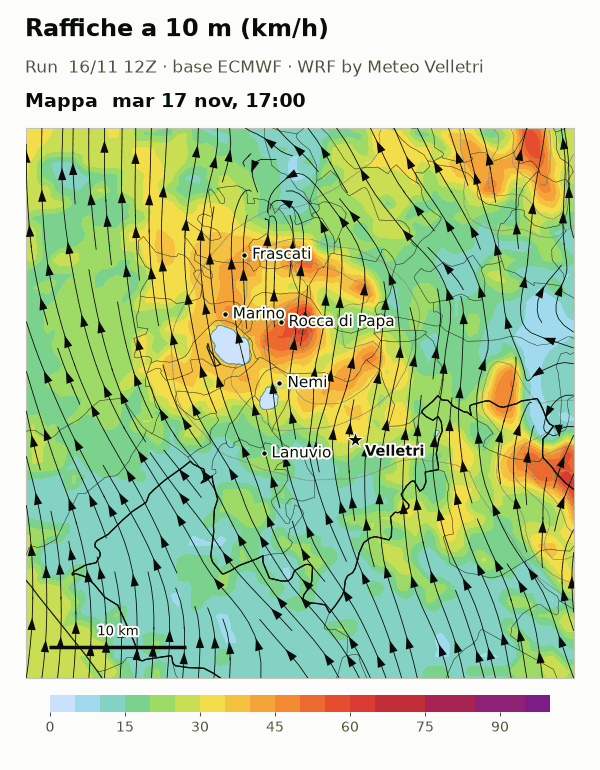 Raffiche a 10 m (km/h)
Run  16/11 12Z · base ECMWF · WRF by Meteo Velletri
Mappa  mar 17 nov, 17:00
Frascati
Marino
Rocca di Papa
Nemi
Velletri
Lanuvio
10 km
0 15 30 45 60 75 90